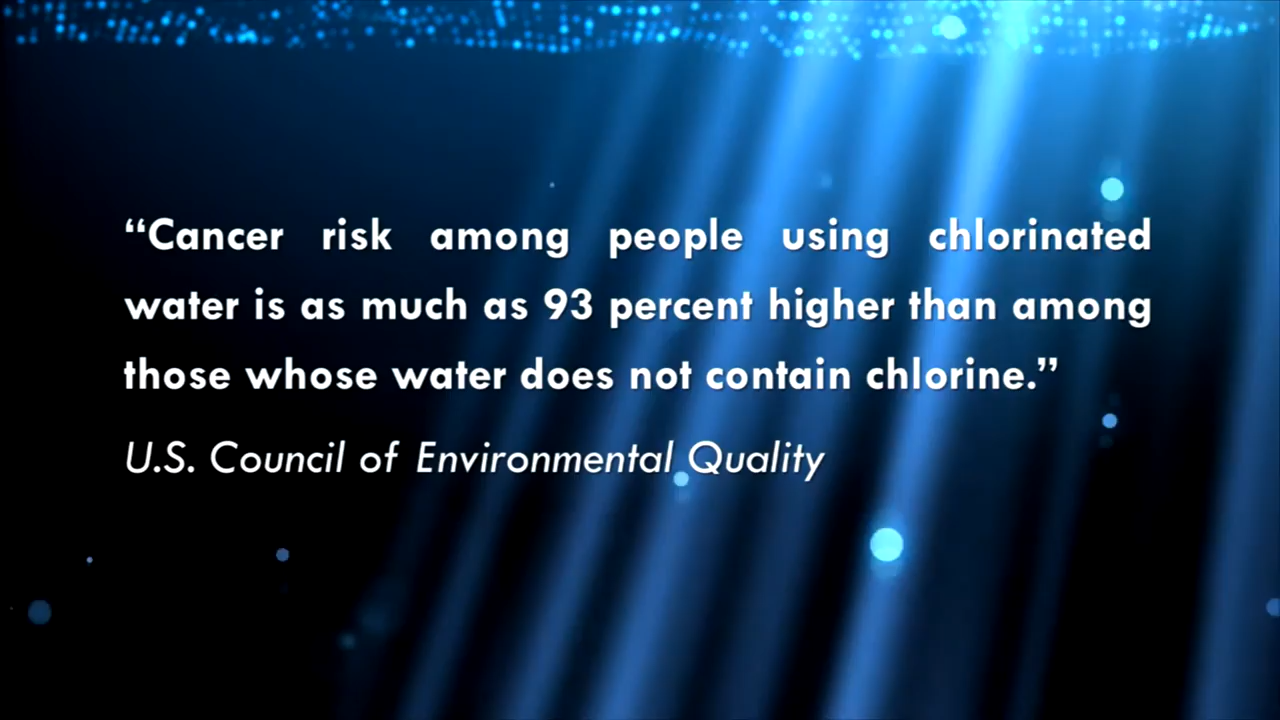 “Cancer risk among people using chlorinated
water is as much as 93 percent higher than among
those whose water does not contain chlorine.”
U.S. Council of Environmental Quality